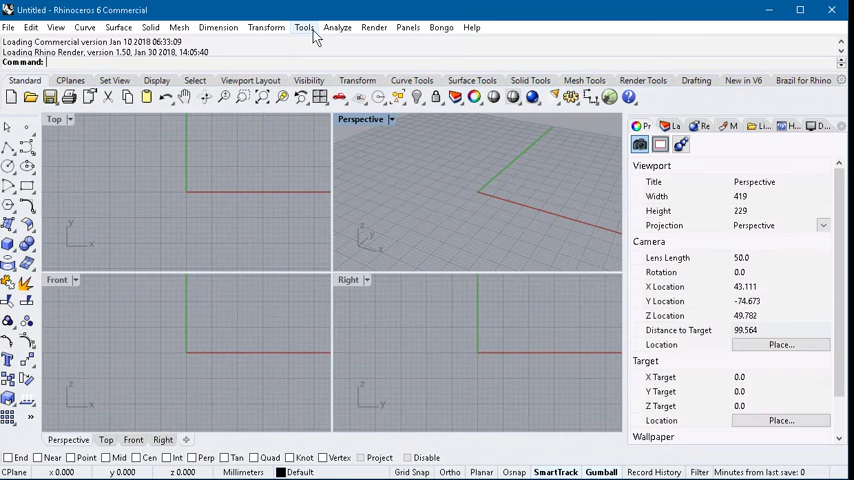 Untitled - Rhinoceros 6 Commercial
File Edit View Curve Surface Solid Mesh Dimension Transform Tools Analyze Render Panels Bongo Help
Loading Commercial version Jan 10 2018 06:33:09
Loading Rhino Render, version 1.50, Jan 30 2018, 14:05:40
Command:
Standard CPlanes Set View Display Select Viewport Layout Visibility Transform Curve Tools Surface Tools Solid Tools Mesh Tools Render Tools Drafting New in V6 Brazil for Rhino
Top Perspective Pr La Re M Li... H... D...
Viewport
Title Perspective
Width 419
Height 229
Projection Perspective
Camera
Lens Length 50.0
Rotation 0.0
X Location 43.111
Y Location -74.673
Z Location 49.782
Distance to Target 99.564
Location Place...
Target
X Target 0.0
Y Target 0.0
Z Target 0.0
Location Place...
Wallpaper
y x
z y x
Front Right
z x
z y
Perspective Top Front Right
End Near Point Mid Cen Int Perp Tan Quad Knot Vertex Project Disable
CPlane x 0.000 y 0.000 z 0.000 Millimeters Default Grid Snap Ortho Planar Osnap SmartTrack Gumball Record History Filter Minutes from last save: 0